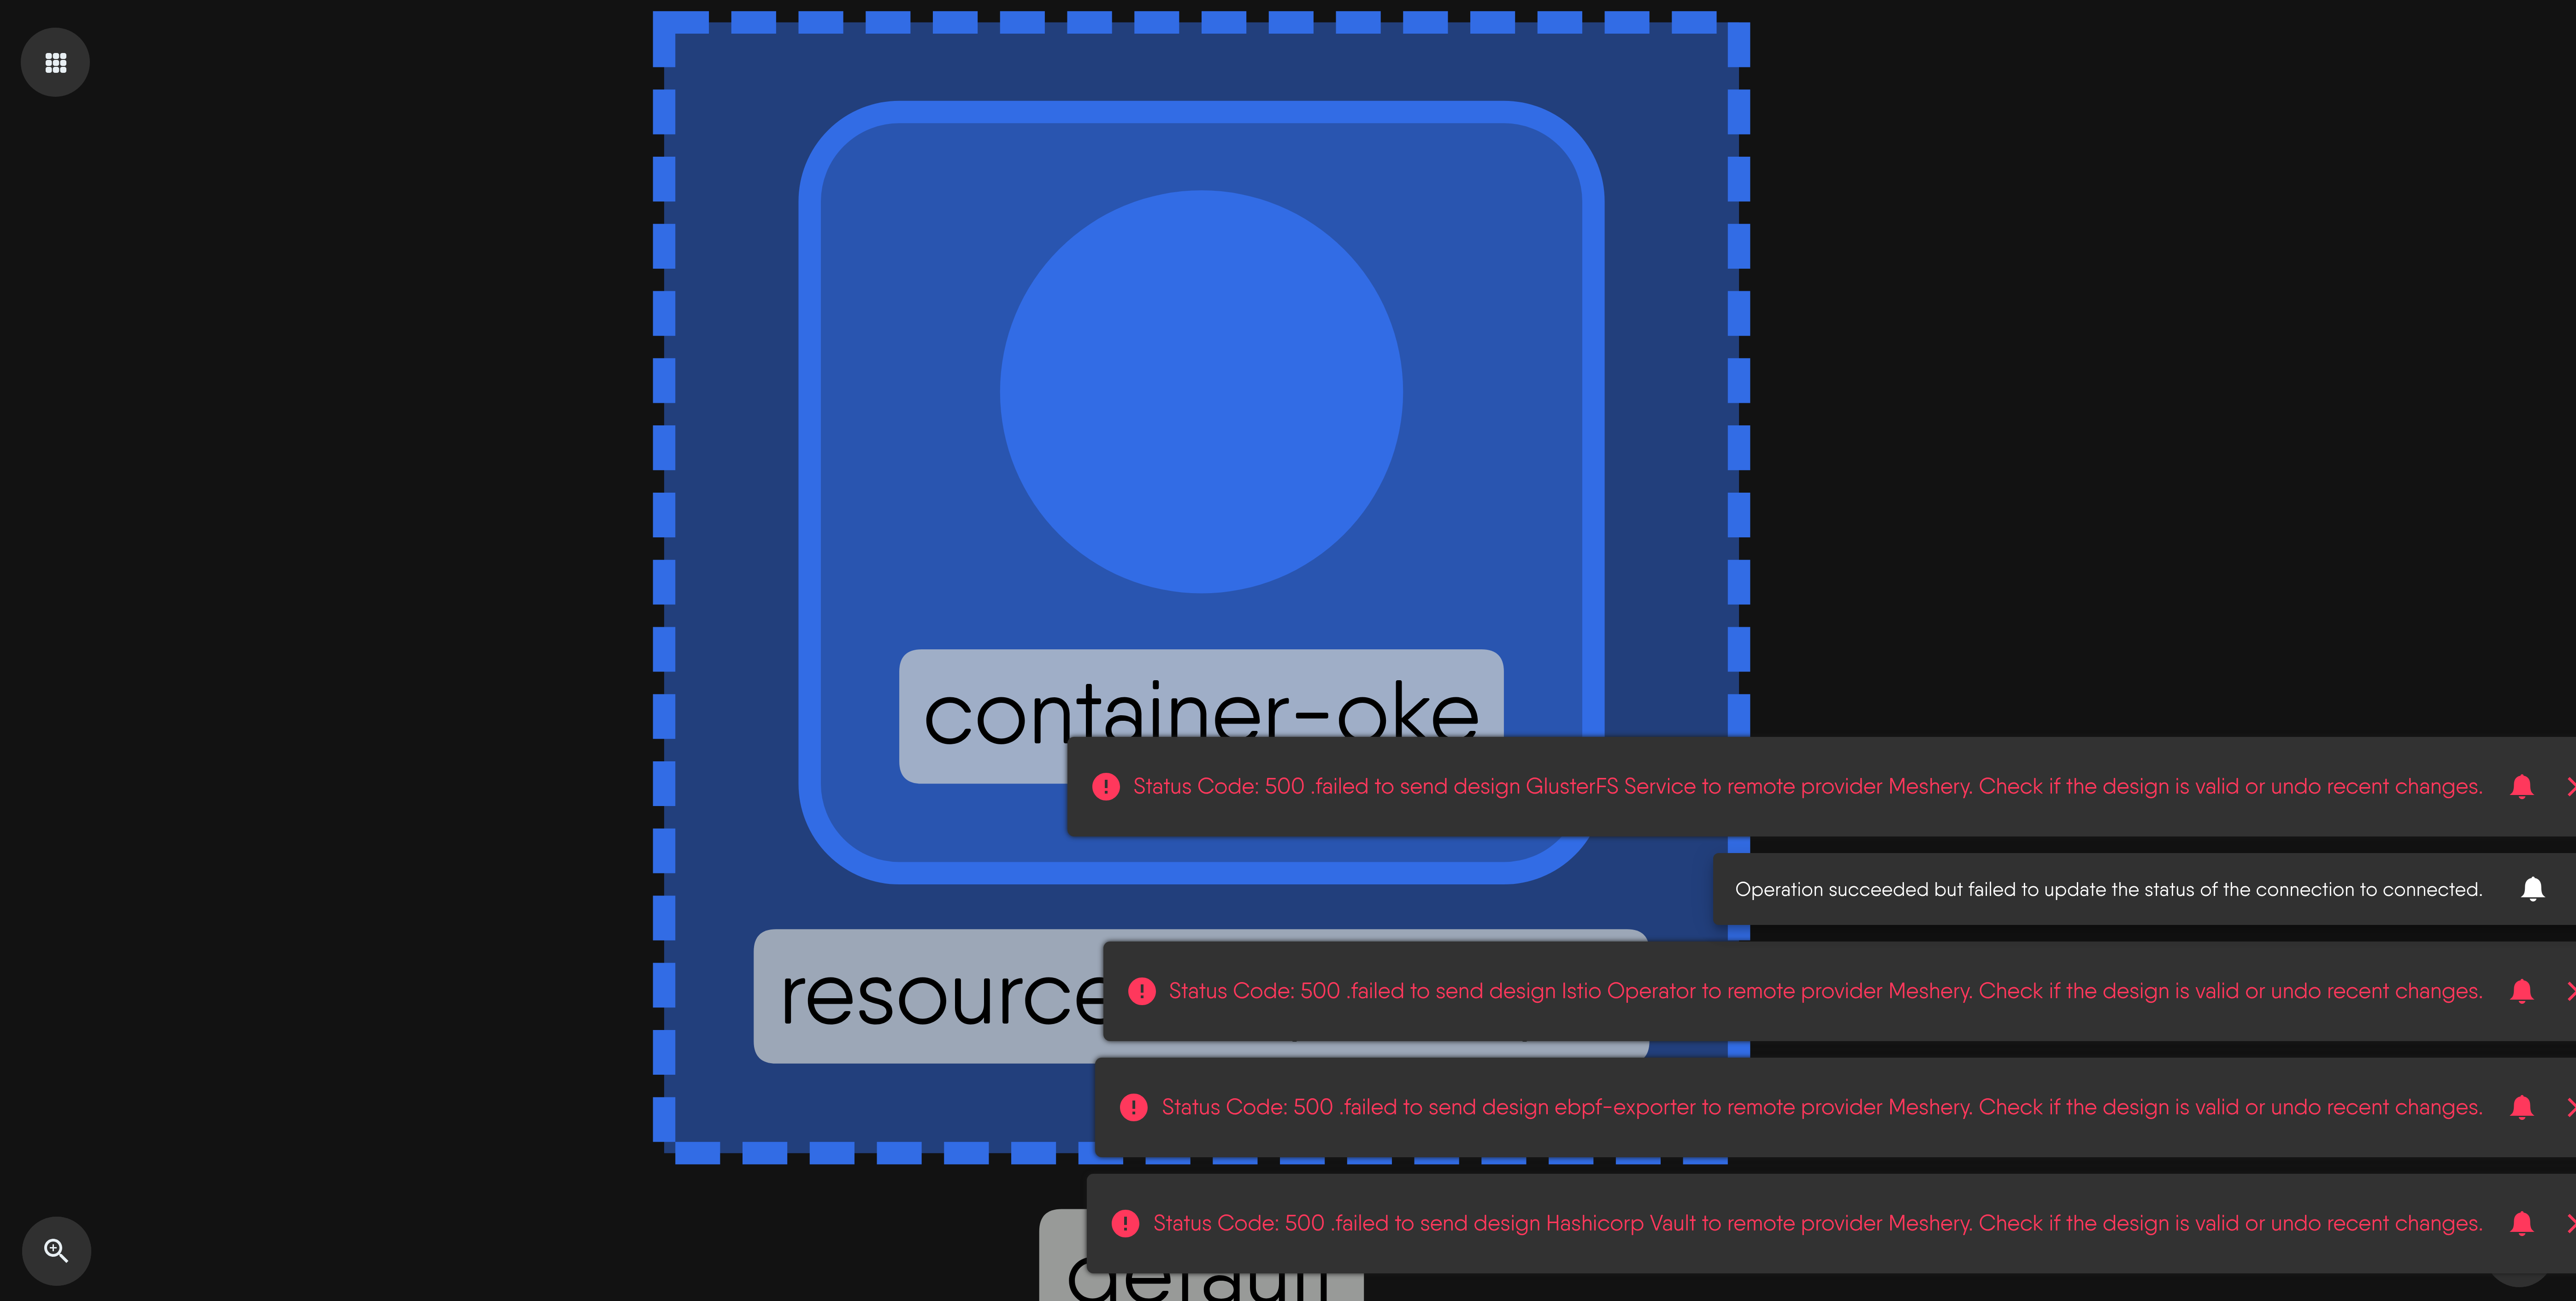 container-oke
Status Code: 500 .failed to send design GlusterFS Service to remote provider Meshery. Check if the design is valid or undo recent changes.
Operation succeeded but failed to update the status of the connection to connected.
resource
Status Code: 500 .failed to send design Istio Operator to remote provider Meshery. Check if the design is valid or undo recent changes.
Status Code: 500 .failed to send design ebpf-exporter to remote provider Meshery. Check if the design is valid or undo recent changes.
Status Code: 500 .failed to send design Hashicorp Vault to remote provider Meshery. Check if the design is valid or undo recent changes.
default